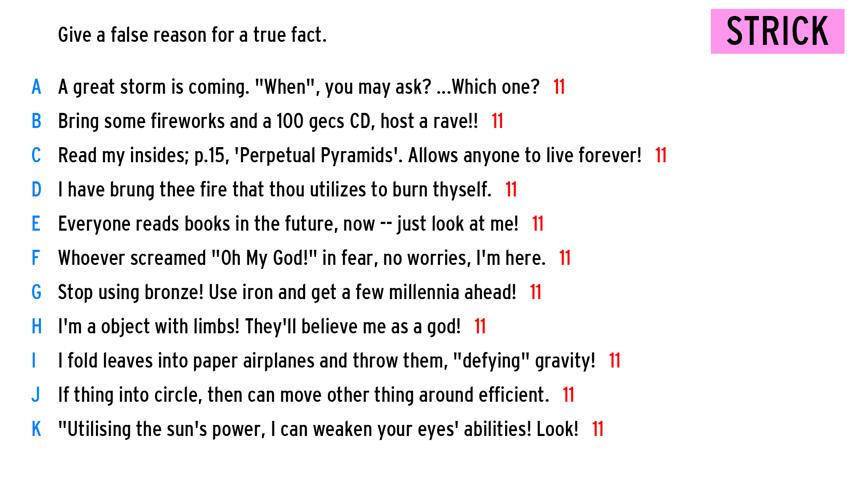 Give a false reason for a true fact.
STRICK
A A great storm is coming. "When", you may ask? ...Which one? 11
B Bring some fireworks and a 100 gecs CD, host a rave!! 11
C Read my insides; p.15, 'Perpetual Pyramids'. Allows anyone to live forever! 11
D I have brung thee fire that thou utilizes to burn thyself. 11
E Everyone reads books in the future, now -- just look at me! 11
F Whoever screamed "Oh My God!" in fear, no worries, I'm here. 11
G Stop using bronze! Use iron and get a few millennia ahead! 11
H I'm a object with limbs! They'll believe me as a god! 11
I I fold leaves into paper airplanes and throw them, "defying" gravity! 11
J If thing into circle, then can move other thing around efficient. 11
K "Utilising the sun's power, I can weaken your eyes' abilities! Look! 11